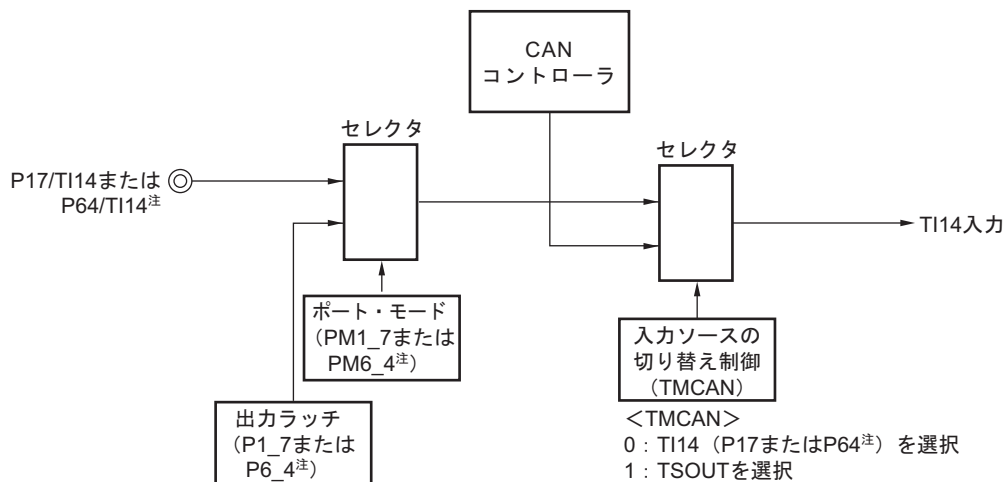 CAN
コントローラ
セレクタ
セレクタ
P17/TI14または
P64/TI14注
TI14入力
ポート・モード
(PM1_7または
PM6_4注)
入力ソースの
切り替え制御
(TMCAN)
出力ラッチ
(P1_7または
P6_4注)
＜TMCAN＞
0：TI14（P17またはP64注）を選択
1：TSOUTを選択